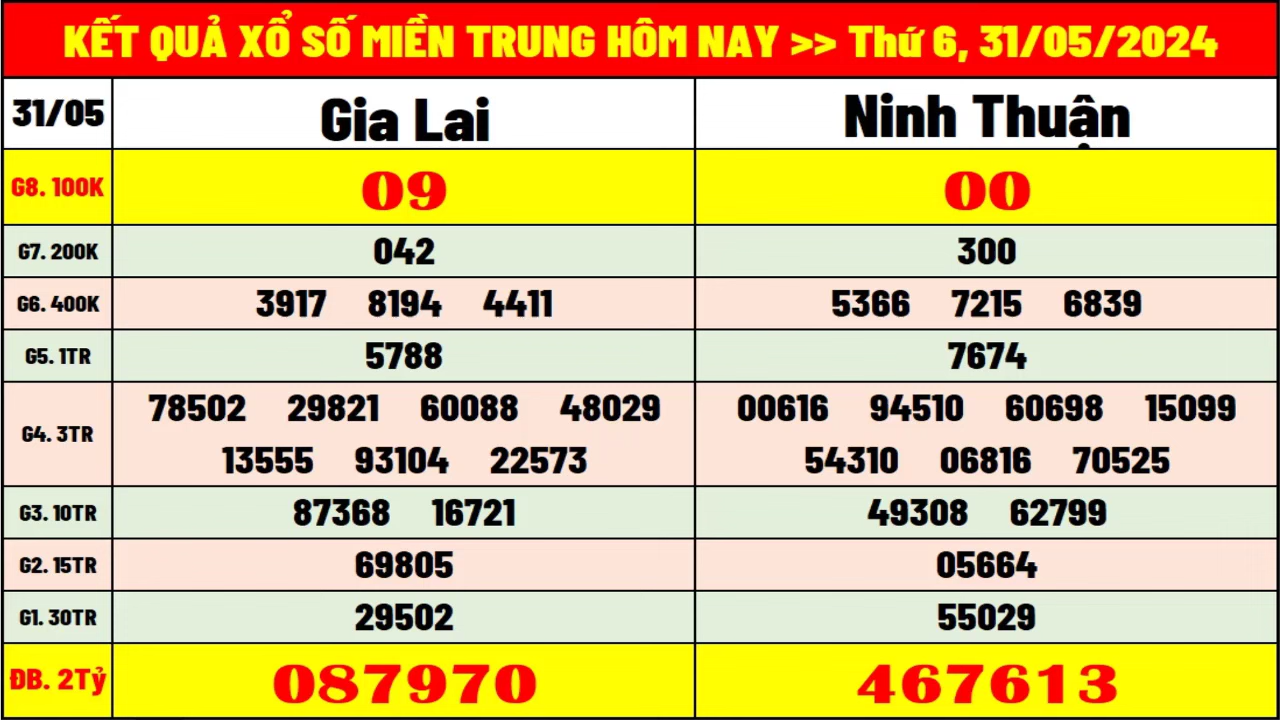 KẾT QUẢ XỔ SỐ MIỀN TRUNG HÔM NAY >> Thứ 6, 31/05/2024
31/05 Gia Lai Ninh Thuận
G8. 100K 09 00
G7. 200K 042 300
G6. 400K 3917 8194 4411 5366 7215 6839
G5. 1TR 5788 7674
G4. 3TR 78502 29821 60088 48029 00616 94510 60698 15099
13555 93104 22573 54310 06816 70525
G3. 10TR 87368 16721 49308 62799
G2. 15TR 69805 05664
G1. 30TR 29502 55029
ĐB. 2Tỷ 087970 467613